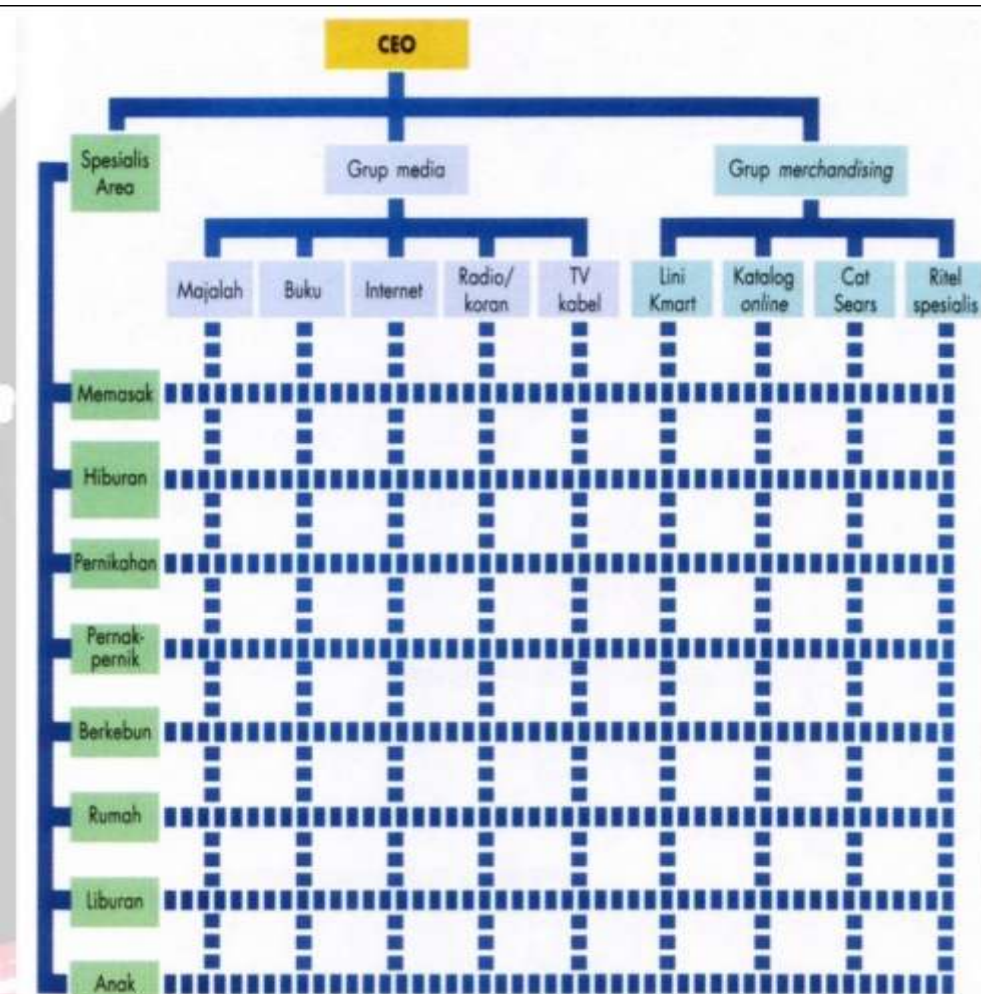 CEO
Spesialis
Area
Grup media
Grup merchandising
Majalah
Buku
Internet
Radio/
koran
TV
kabel
Lini
Kmart
Katalog
online
Cat
Sears
Ritel
spesialis
Memasak
Hiburan
Pernikahan
Pernak-
pernik
Berkebun
Rumah
Liburan
Anak